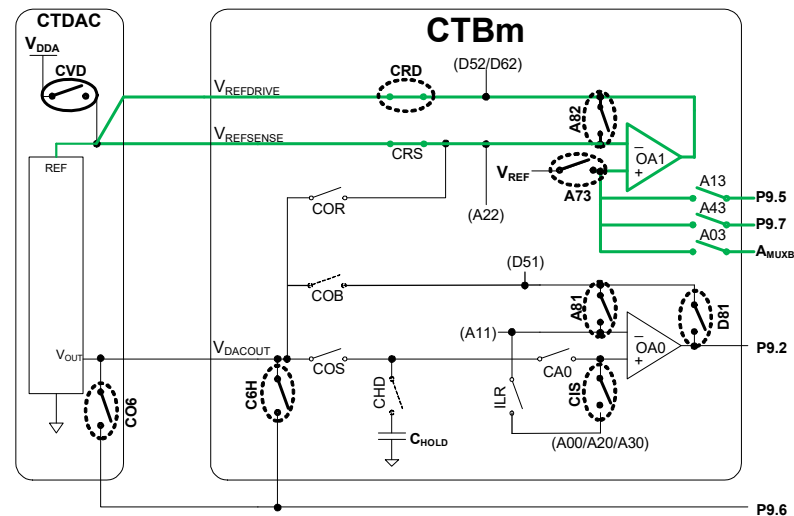 CTDAC
CTBm
VDDA
CVD
CRD
(D52/D62)
VREFDRIVE
A82
VREFSENSE
CRS
REF
VREF
A73
–
+
OA1
A13
P9.5
COR
(A22)
A43
P9.7
A03
AMUXB
(D51)
COB
A81
D81
(A11)
–
OA0
+
VOUT
VDACOUT
COS
CA0
P9.2
CO6
C6H
CHD
ILR
CIS
CHOLD
(A00/A20/A30)
P9.6